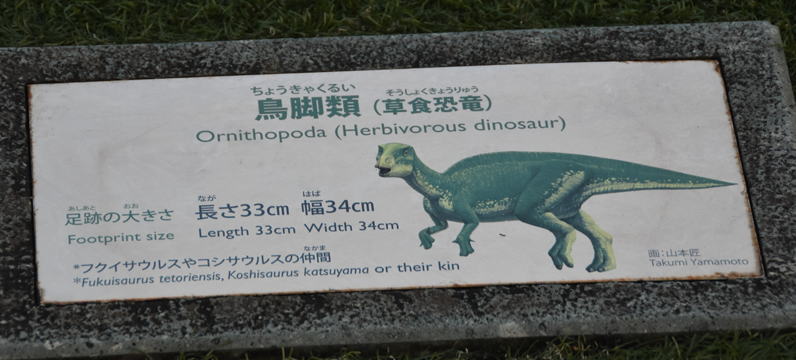 ちょうきゃくるい そうしょくきょうりゅう
鳥脚類 (草食恐竜)
Ornithopoda (Herbivorous dinosaur)
あしあと おお なが はば
足跡の大きさ 長さ33cm 幅34cm
Footprint size Length 33cm Width 34cm
なかま
*フクイサウルスやコシサウルスの仲間
*Fukuisaurus tetoriensis, Koshisaurus katsuyama or their kin
画:山本匠
Takumi Yamamoto